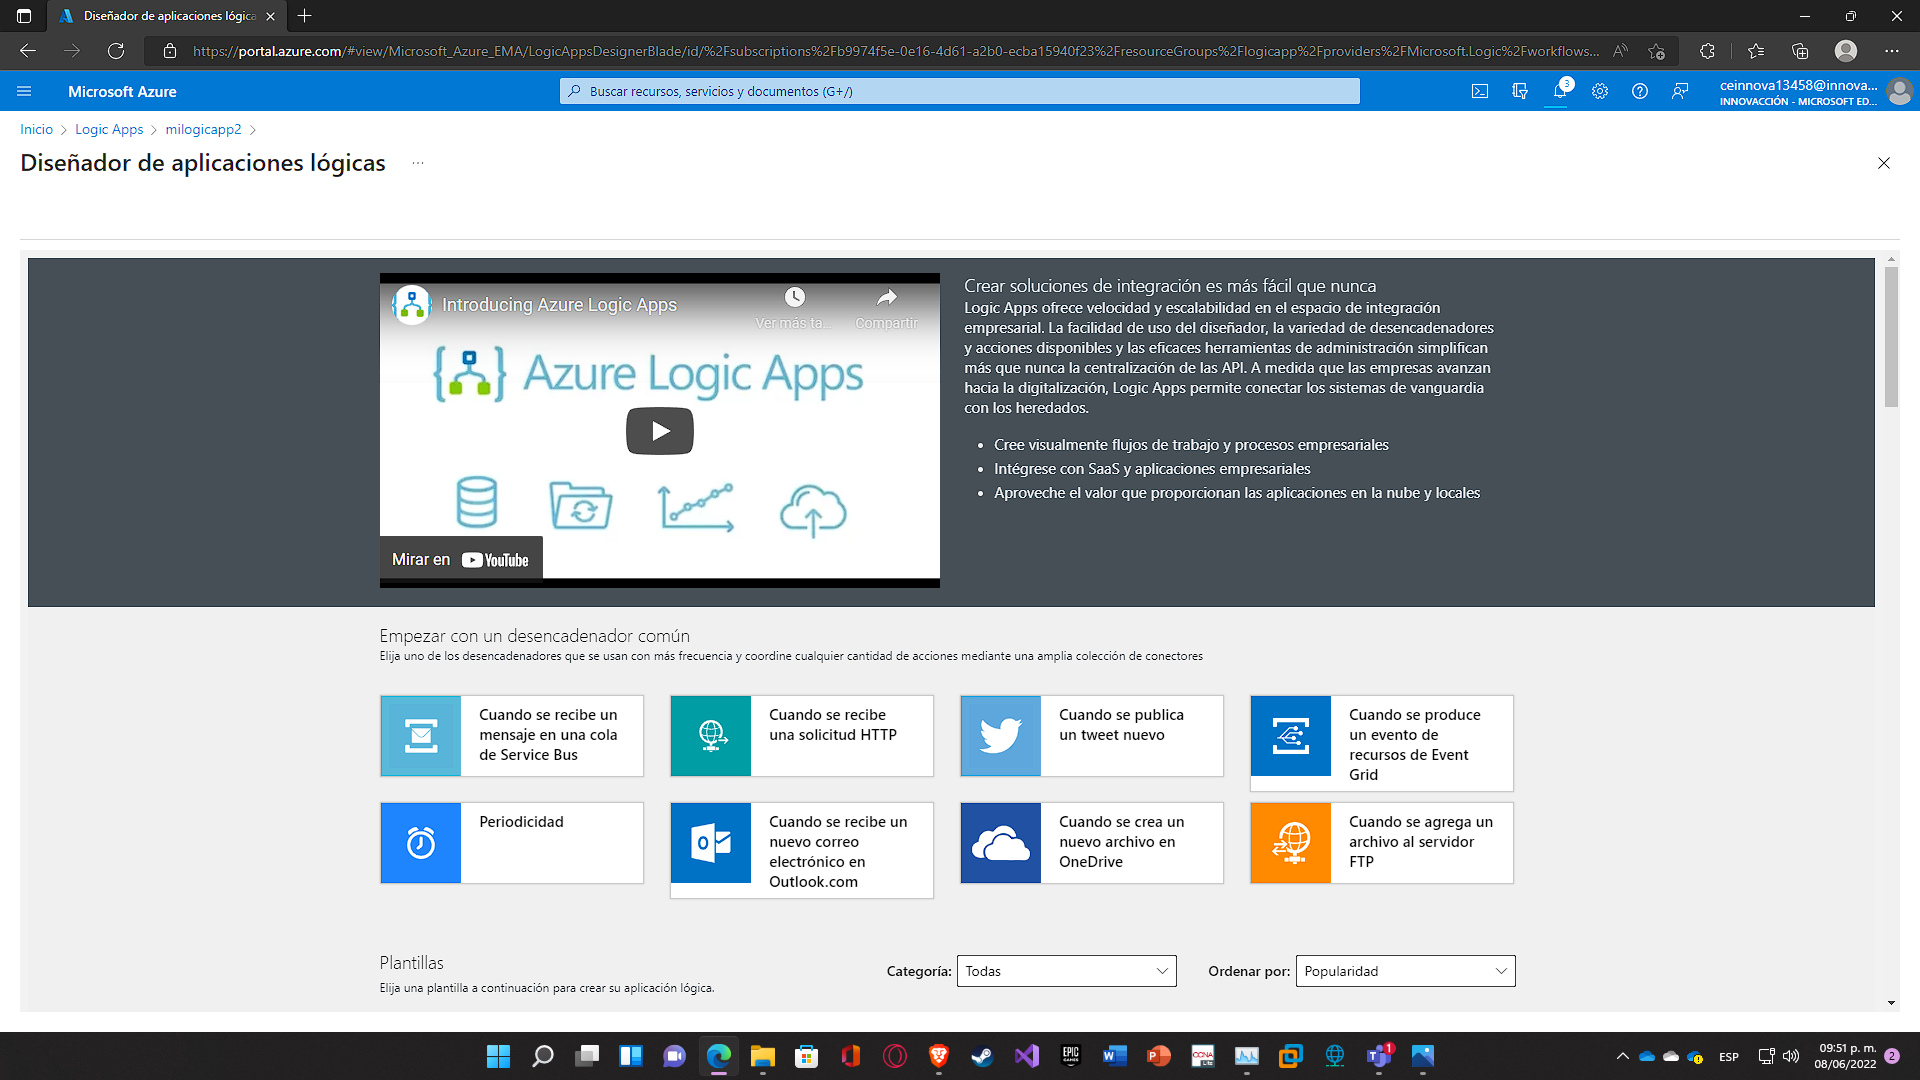 Diseñador de aplicaciones lógica
https://portal.azure.com/#view/Microsoft_Azure_EMA/LogicAppsDesignerBlade/id/%2Fsubscriptions%2Fb9974f5e-0e16-4d61-a2b0-ecba15940f23%2FresourceGroups%2Flogicapp%2Fproviders%2FMicrosoft.Logic%2Fworkflows...
Microsoft Azure
Buscar recursos, servicios y documentos (G+/)
3
ceinnova13458@innova...
INNOVACCIÓN - MICROSOFT ED...
Inicio > Logic Apps > milogicapp2 >
Diseñador de aplicaciones lógicas ...
Introducing Azure Logic Apps
Ver más ta...
Compartir
Azure Logic Apps
Mirar en YouTube
Crear soluciones de integración es más fácil que nunca
Logic Apps ofrece velocidad y escalabilidad en el espacio de integración
empresarial. La facilidad de uso del diseñador, la variedad de desencadenadores
y acciones disponibles y las eficaces herramientas de administración simplifican
más que nunca la centralización de las API. A medida que las empresas avanzan
hacia la digitalización, Logic Apps permite conectar los sistemas de vanguardia
con los heredados.
• Cree visualmente flujos de trabajo y procesos empresariales
• Intégrese con SaaS y aplicaciones empresariales
• Aproveche el valor que proporcionan las aplicaciones en la nube y locales
Empezar con un desencadenador común
Elija uno de los desencadenadores que se usan con más frecuencia y coordine cualquier cantidad de acciones mediante una amplia colección de conectores
Cuando se recibe un
mensaje en una cola
de Service Bus
Cuando se recibe
una solicitud HTTP
Cuando se publica
un tweet nuevo
Cuando se produce
un evento de
recursos de Event
Grid
Periodicidad
Cuando se recibe un
nuevo correo
electrónico en
Outlook.com
Cuando se crea un
nuevo archivo en
OneDrive
Cuando se agrega un
archivo al servidor
FTP
Plantillas
Elija una plantilla a continuación para crear su aplicación lógica.
Categoría: Todas
Ordenar por: Popularidad
EPIC
GAMES
CCNA
1
ESP
09:51 p. m.
08/06/2022
2